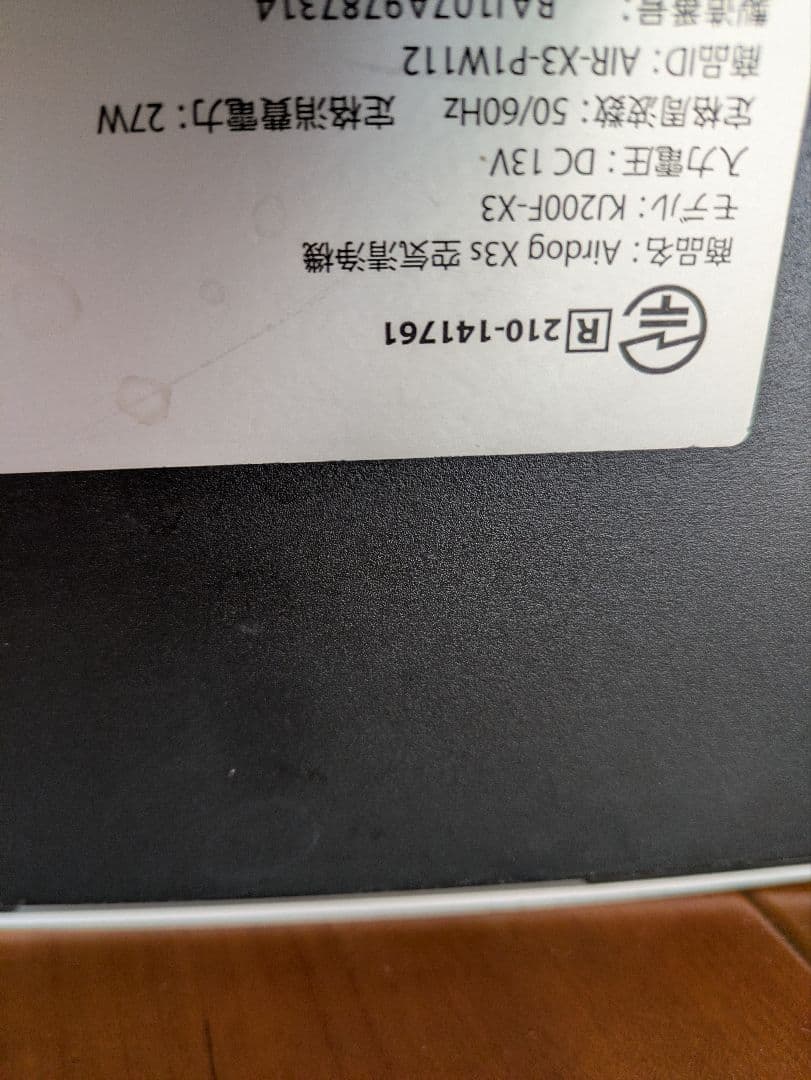 R 210-141761
商品名：Airdog X3s 空気清浄機
モデル：KJ200F-X3
入力電圧：DC 13V
定格周波数：50/60Hz 定格消費電力：27W
商品ID：AIR-X3-P1W112
製造番号：